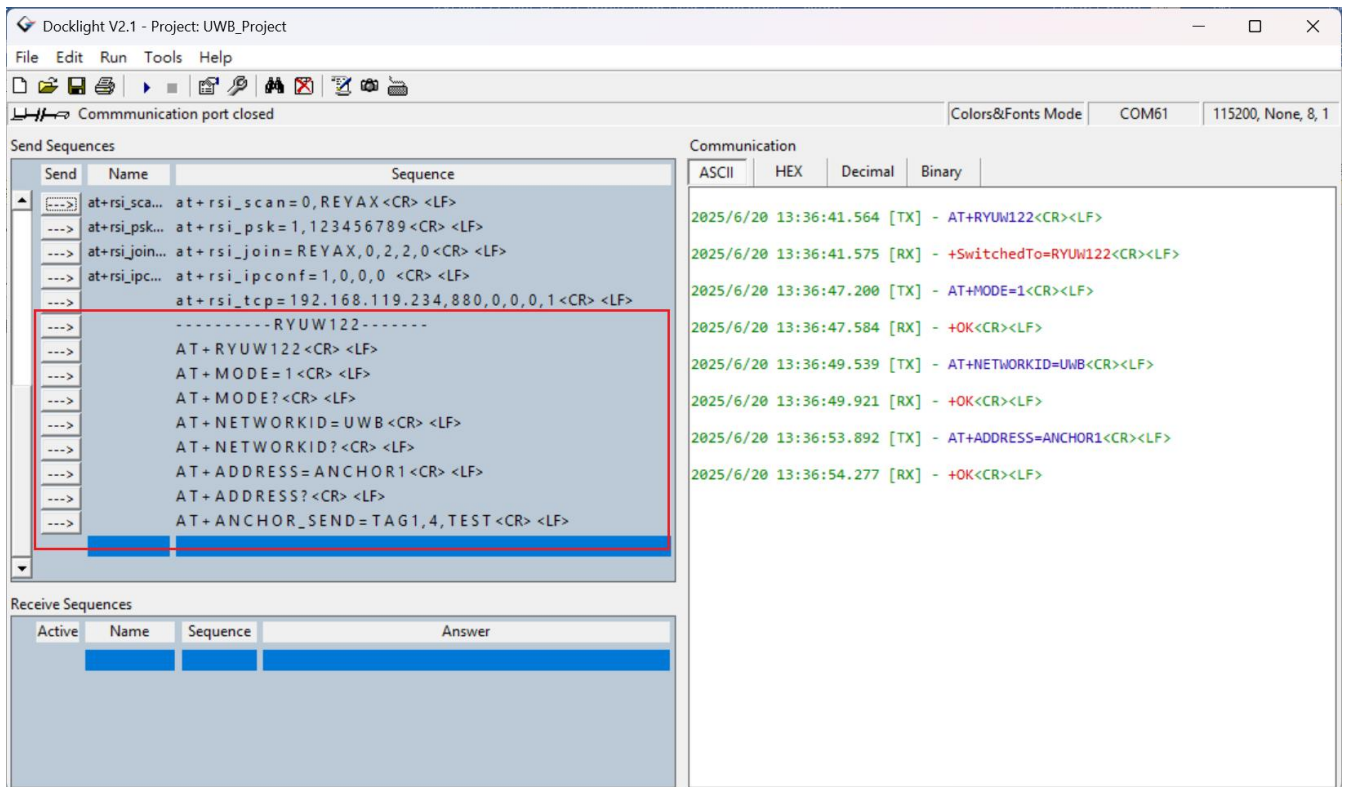 Docklight V2.1 - Project: UWB_Project
File Edit Run Tools Help
Commmunication port closed
Colors&Fonts Mode
COM61
115200, None, 8, 1
Send Sequences
Send Name Sequence
---> at+rsi_sca... at+rsi_scan=0,REYAX<CR><LF>
---> at+rsi_psk... at+rsi_psk=1,123456789<CR><LF>
---> at+rsi_join... at+rsi_join=REYAX,0,2,2,0<CR><LF>
---> at+rsi_ipc... at+rsi_ipconf=1,0,0,0 <CR><LF>
---> at+rsi_tcp=192.168.119.234,880,0,0,0,1<CR><LF>
---> ----------RYUW122-------
---> AT+RYUW122<CR><LF>
---> AT+MODE=1<CR><LF>
---> AT+MODE?<CR><LF>
---> AT+NETWORKID=UWB<CR><LF>
---> AT+NETWORKID?<CR><LF>
---> AT+ADDRESS=ANCHOR1<CR><LF>
---> AT+ADDRESS?<CR><LF>
---> AT+ANCHOR_SEND=TAG1,4,TEST<CR><LF>
Receive Sequences
Active Name Sequence Answer
Communication
ASCII HEX Decimal Binary
2025/6/20 13:36:41.564 [TX] - AT+RYUW122<CR><LF>
2025/6/20 13:36:41.575 [RX] - +SwitchedTo=RYUW122<CR><LF>
2025/6/20 13:36:47.200 [TX] - AT+MODE=1<CR><LF>
2025/6/20 13:36:47.584 [RX] - +OK<CR><LF>
2025/6/20 13:36:49.539 [TX] - AT+NETWORKID=UWB<CR><LF>
2025/6/20 13:36:49.921 [RX] - +OK<CR><LF>
2025/6/20 13:36:53.892 [TX] - AT+ADDRESS=ANCHOR1<CR><LF>
2025/6/20 13:36:54.277 [RX] - +OK<CR><LF>